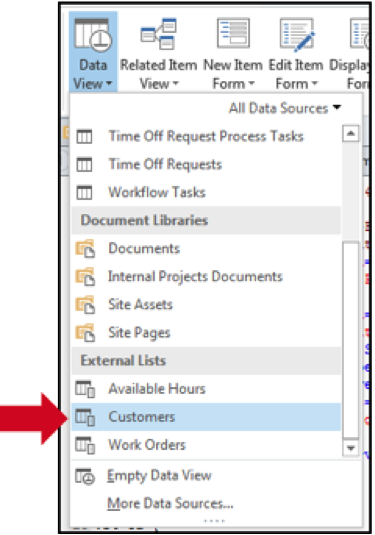 Data Related Item New Item Edit Item Display
View View Form Form For
All Data Sources
Time Off Request Process Tasks
Time Off Requests
Workflow Tasks
Document Libraries
Documents
Internal Projects Documents
Site Assets
Site Pages
External Lists
Available Hours
Customers
Work Orders
Empty Data View
More Data Sources...